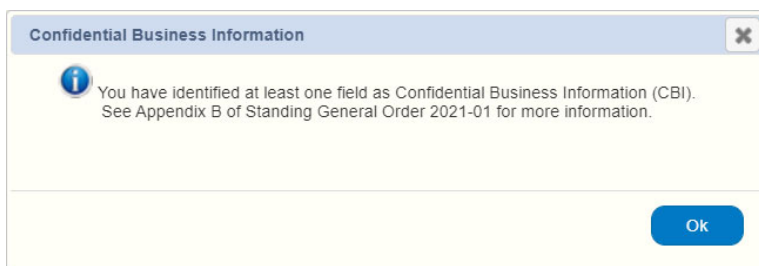 Confidential Business Information
You have identified at least one field as Confidential Business Information (CBI).
See Appendix B of Standing General Order 2021-01 for more information.
Ok